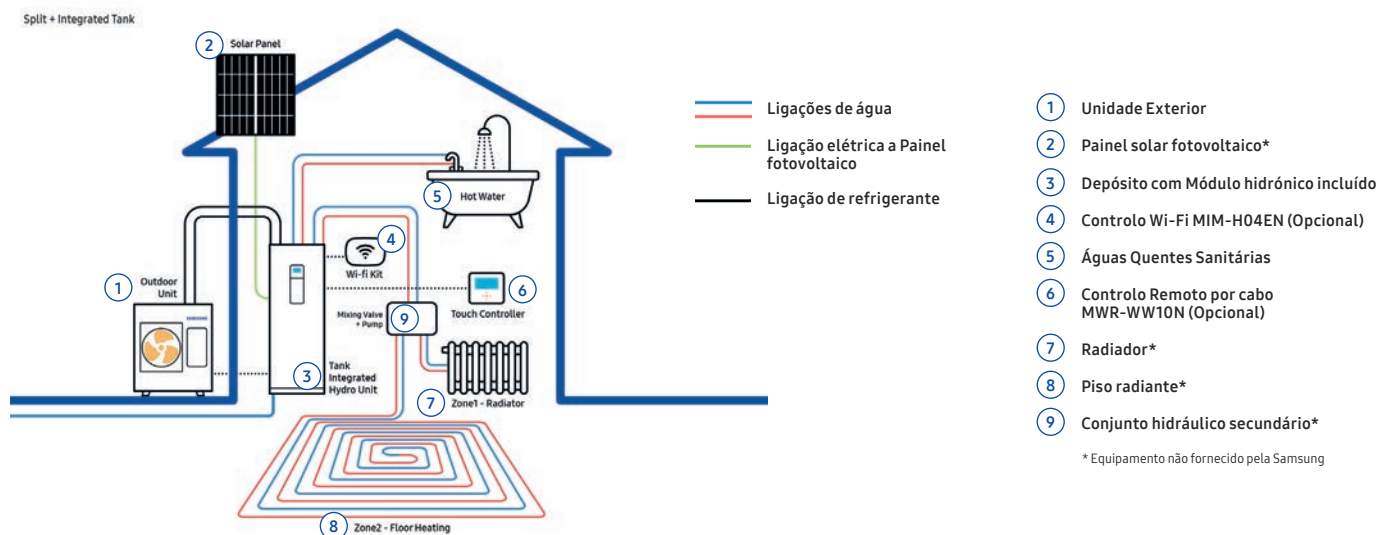 Split + Integrated Tank
2
Solar Panel
5
Hot Water
4
Wi-fi Kit
1
Outdoor
Unit
SAMSUNG
6
Touch Controller
Mixing Valve
+ Pump
9
3
Tank
Integrated
Hydro Unit
7
Zone1 - Radiator
8
Zone2 - Floor Heating
Ligações de água
Ligação elétrica a Painel
fotovoltaico
Ligação de refrigerante
1 Unidade Exterior
2 Painel solar fotovoltaico*
3 Depósito com Módulo hidrónico incluído
4 Controlo Wi-Fi MIM-H04EN (Opcional)
5 Águas Quentes Sanitárias
6 Controlo Remoto por cabo
MWR-WW10N (Opcional)
7 Radiador*
8 Piso radiante*
9 Conjunto hidráulico secundário*
* Equipamento não fornecido pela Samsung